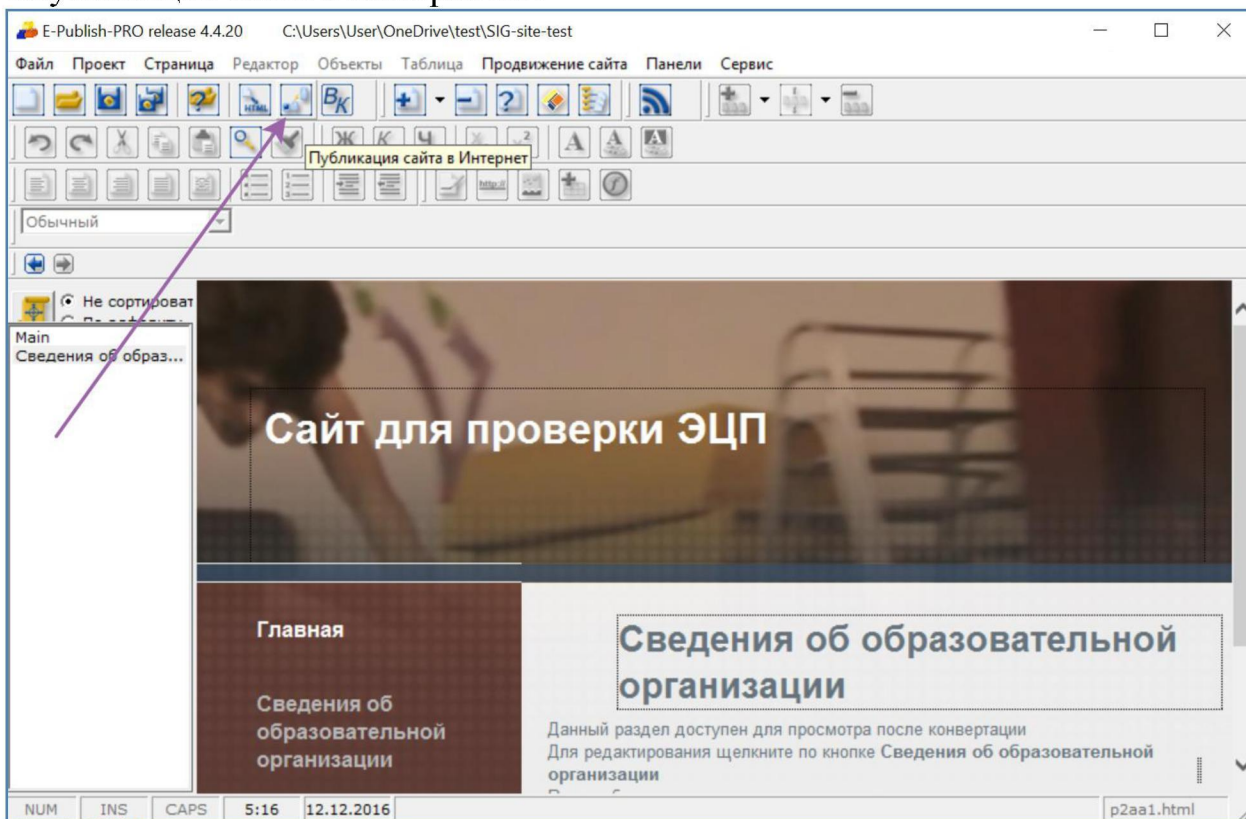 E-Publish-PRO release 4.4.20 C:\Users\User\OneDrive\test\SIG-site-test
Файл Проект Страница Редактор Объекты Таблица Продвижение сайта Панели Сервис
HTML ВК
Ж К Ч
A A A
Публикация сайта в Интернет
http://
Обычный
Не сортироват
Main
Сведения об образ...
Сайт для проверки ЭЦП
Главная
Сведения об образовательной
организации
Сведения об
образовательной
организации
Данный раздел доступен для просмотра после конвертации
Для редактирования щелкните по кнопке Сведения об образовательной
организации
NUM INS CAPS 5:16 12.12.2016 p2aa1.html